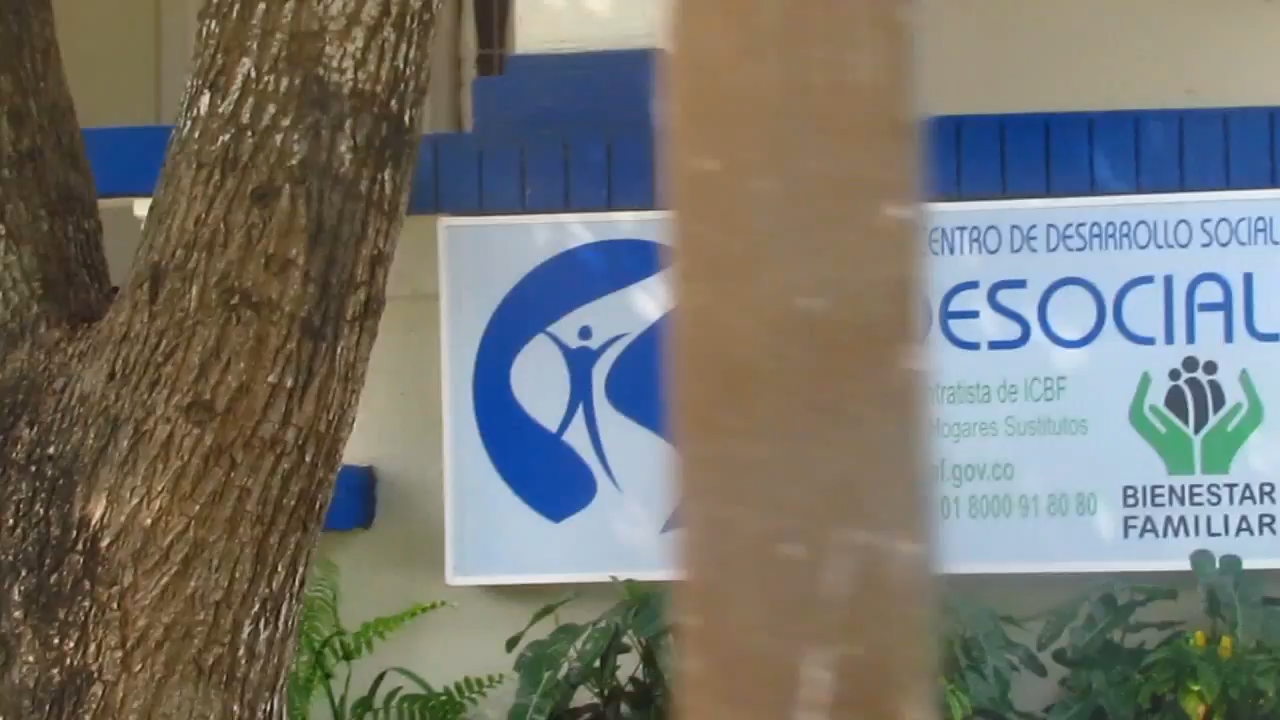 ENTRO DE DESARROLLO SOCIAL
DESOCIAL
tratista de ICBF
Hogares Sustitutos
bf.gov.co
01 8000 91 80 80
BIENESTAR
FAMILIAR